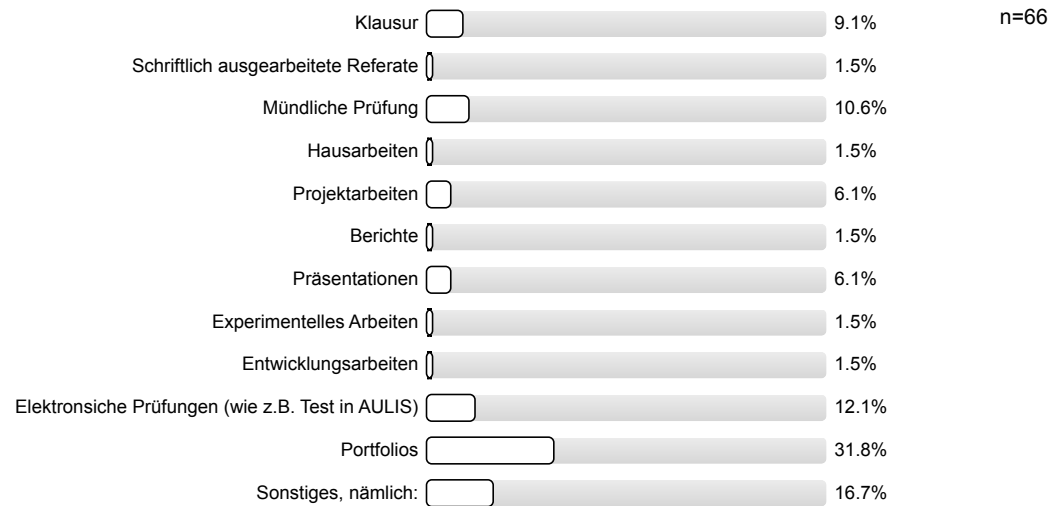 Klausur 9.1% n=66
Schriftlich ausgearbeitete Referate 1.5%
Mündliche Prüfung 10.6%
Hausarbeiten 1.5%
Projektarbeiten 6.1%
Berichte 1.5%
Präsentationen 6.1%
Experimentelles Arbeiten 1.5%
Entwicklungsarbeiten 1.5%
Elektronsiche Prüfungen (wie z.B. Test in AULIS) 12.1%
Portfolios 31.8%
Sonstiges, nämlich: 16.7%